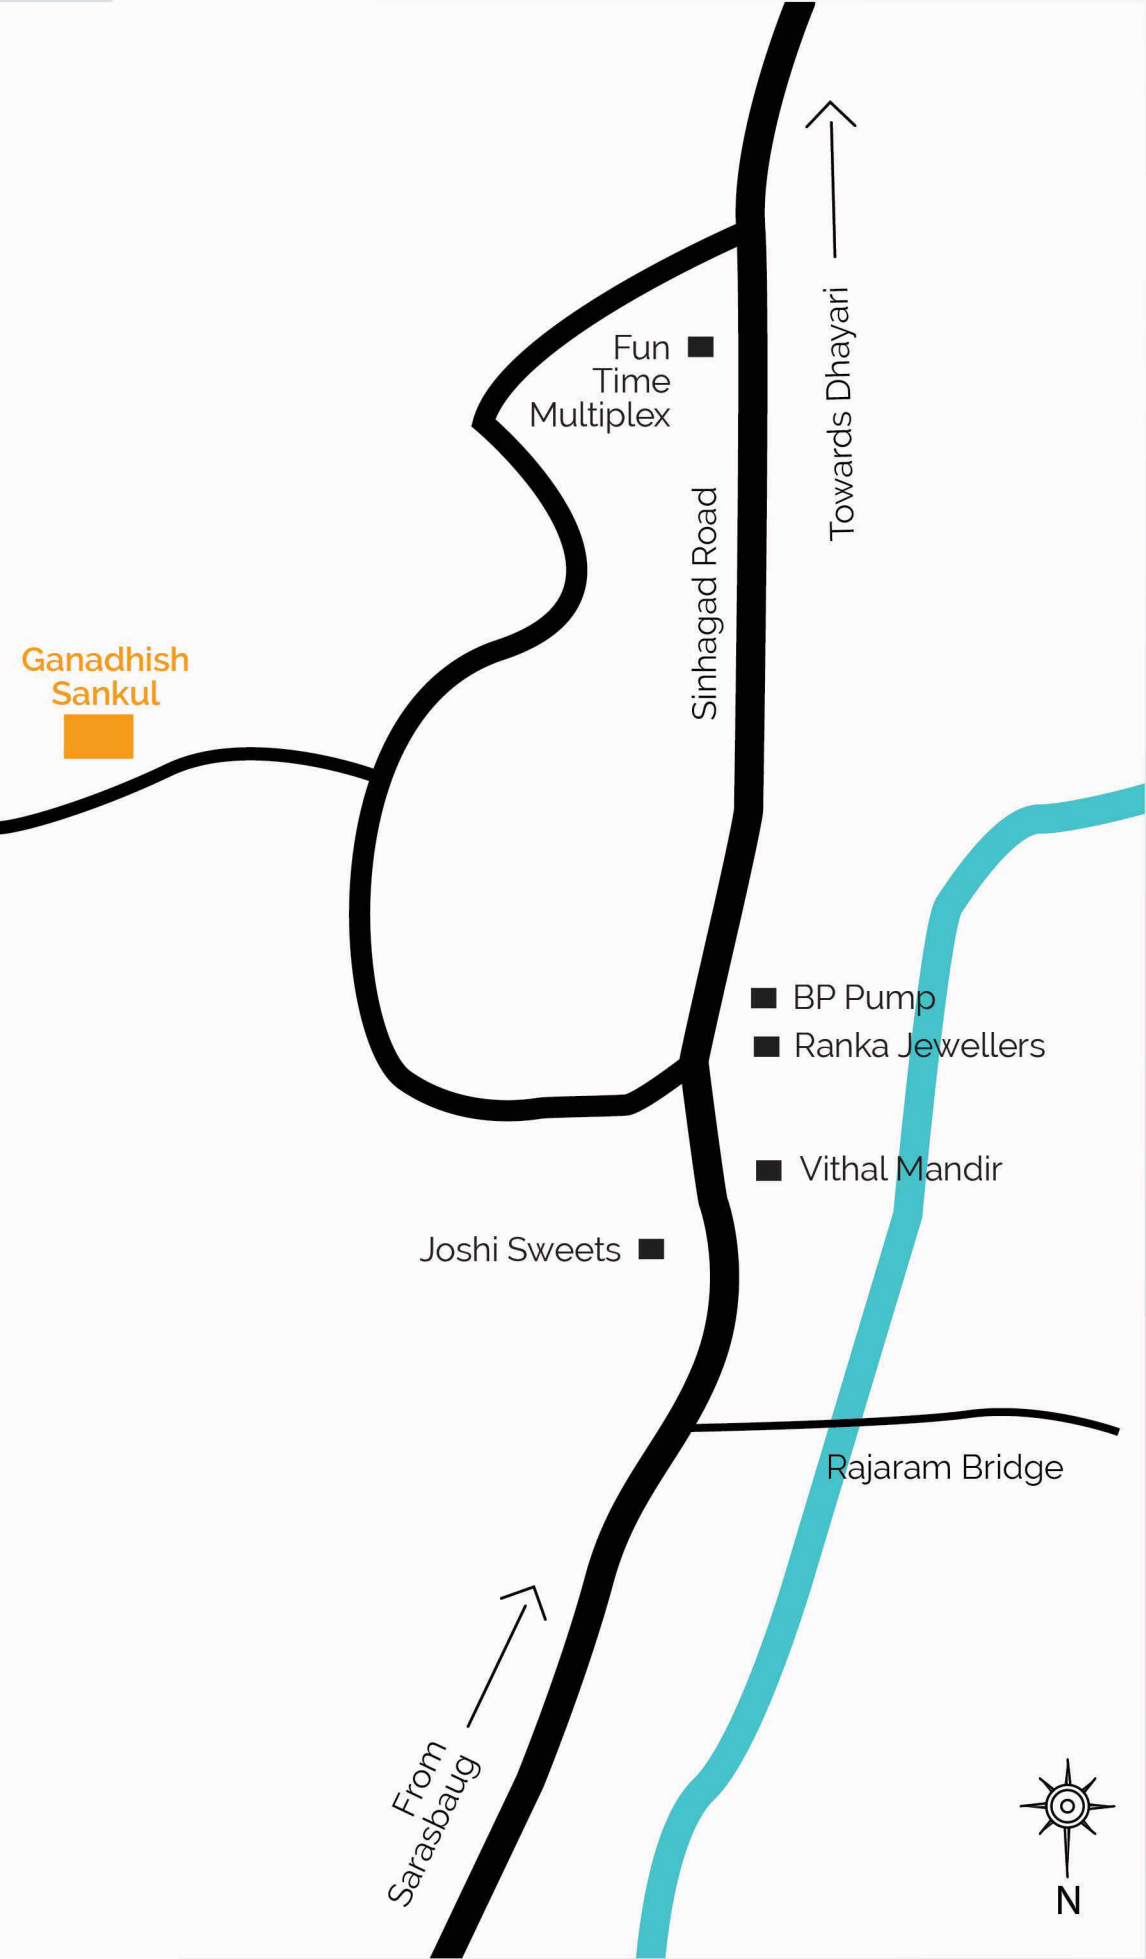 Fun
Time
Multiplex
Towards Dhayari
Sinhagad Road
Ganadhish
Sankul
BP Pump
Ranka Jewellers
Vithal Mandir
Joshi Sweets
Rajaram Bridge
From
Sarasbaug
N